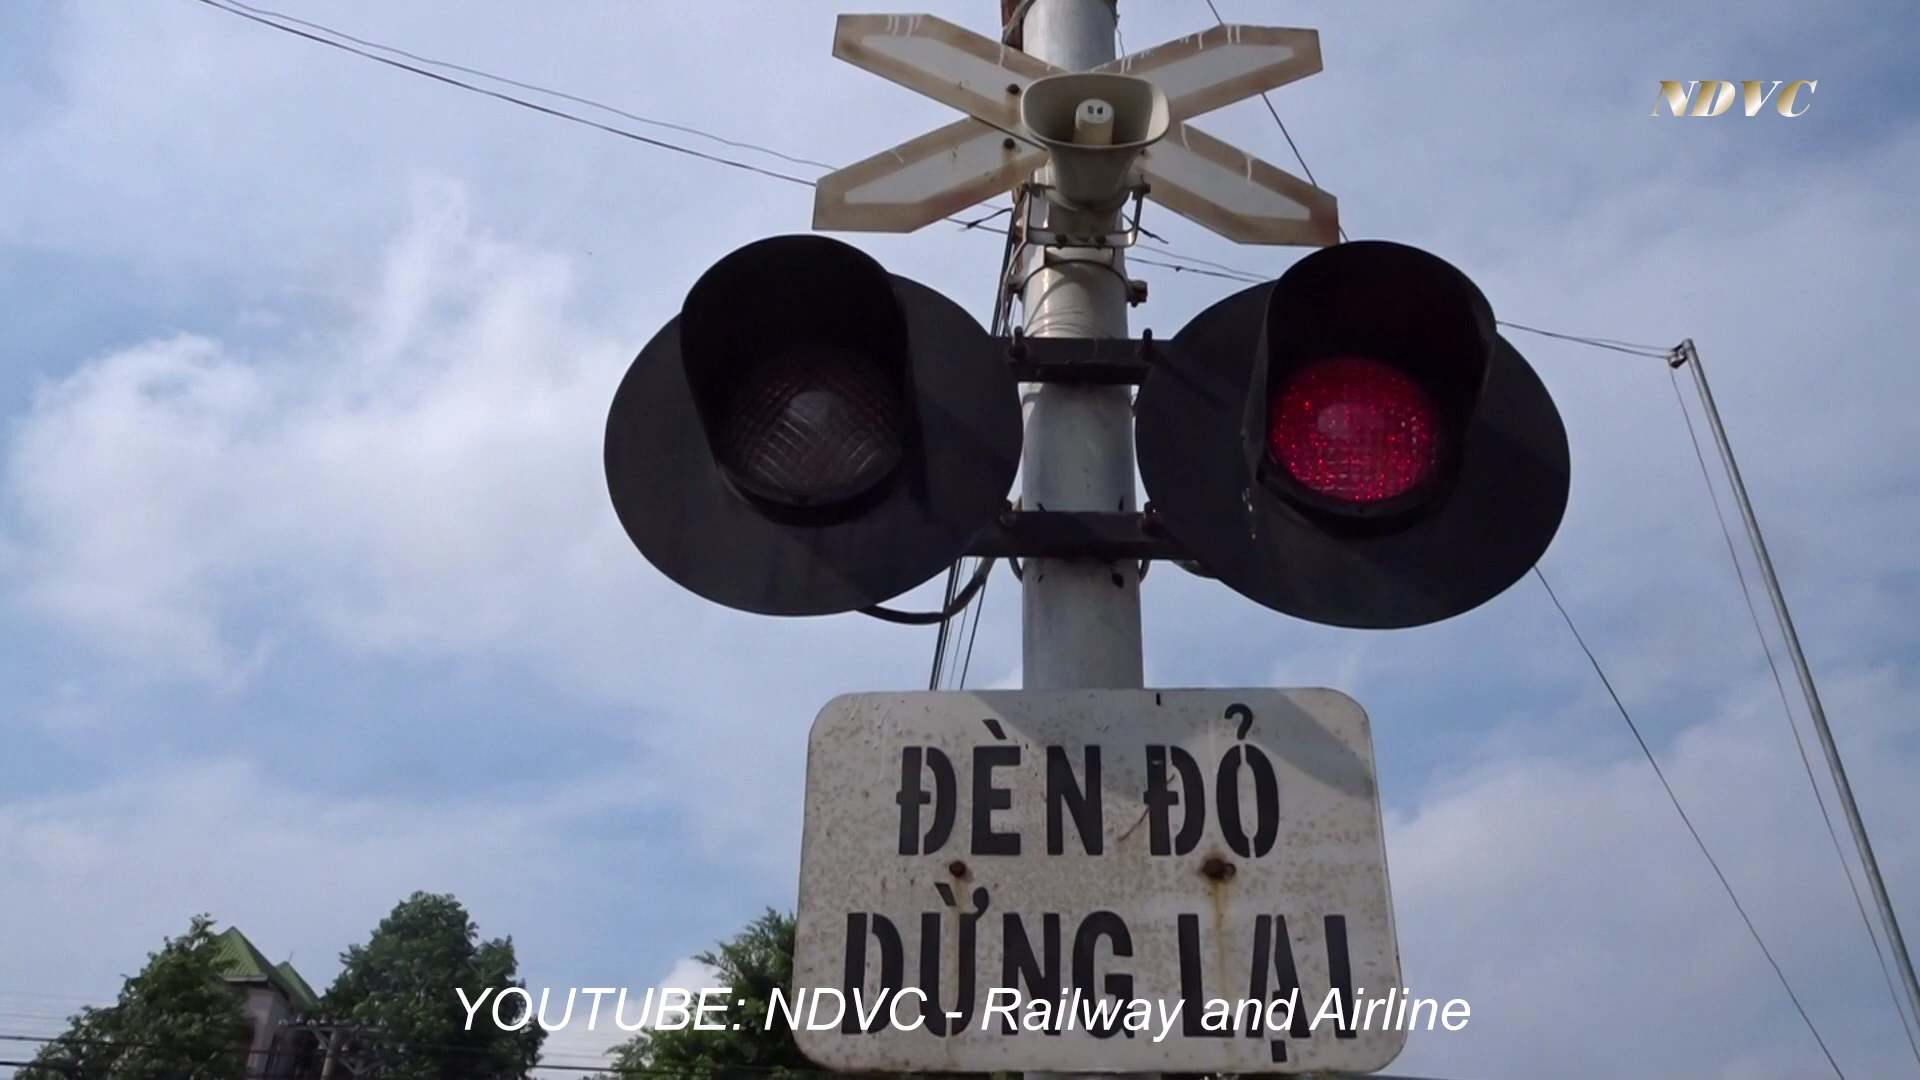 NDVC
ĐÈN ĐỎ
DỪNG LẠI
YOUTUBE: NDVC - Railway and Airline